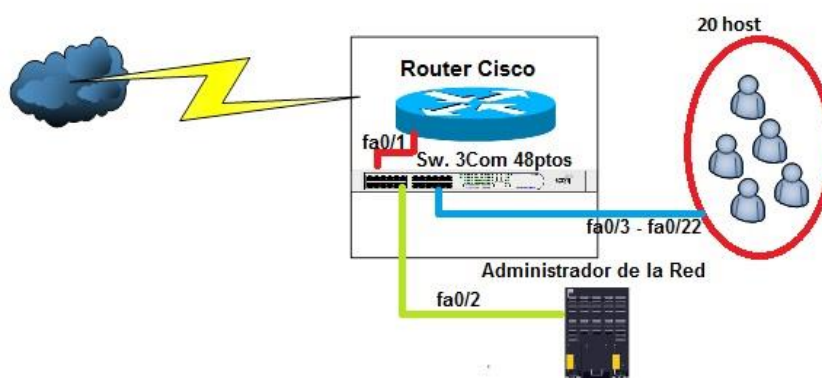 20 host
Router Cisco
fa0/1
Sw. 3Com 48ptos
fa0/3 - fa0/22
Administrador de la Red
fa0/2